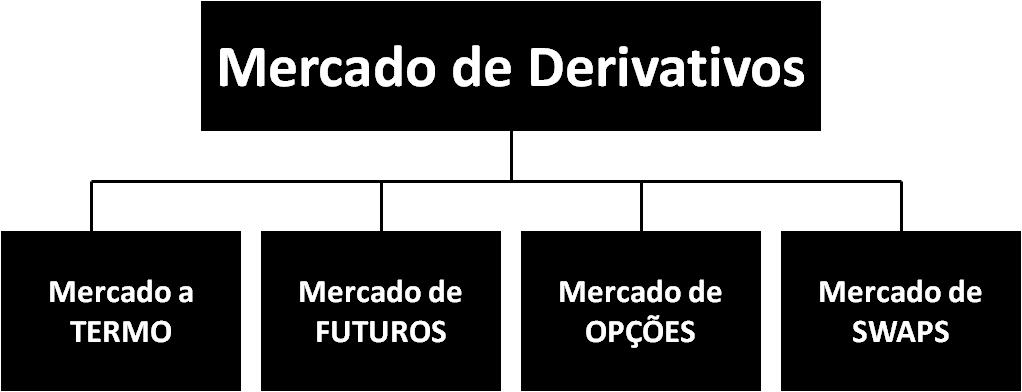 Mercado de Derivativos
Mercado a
TERMO
Mercado de
FUTUROS
Mercado de
OPÇÕES
Mercado de
SWAPS